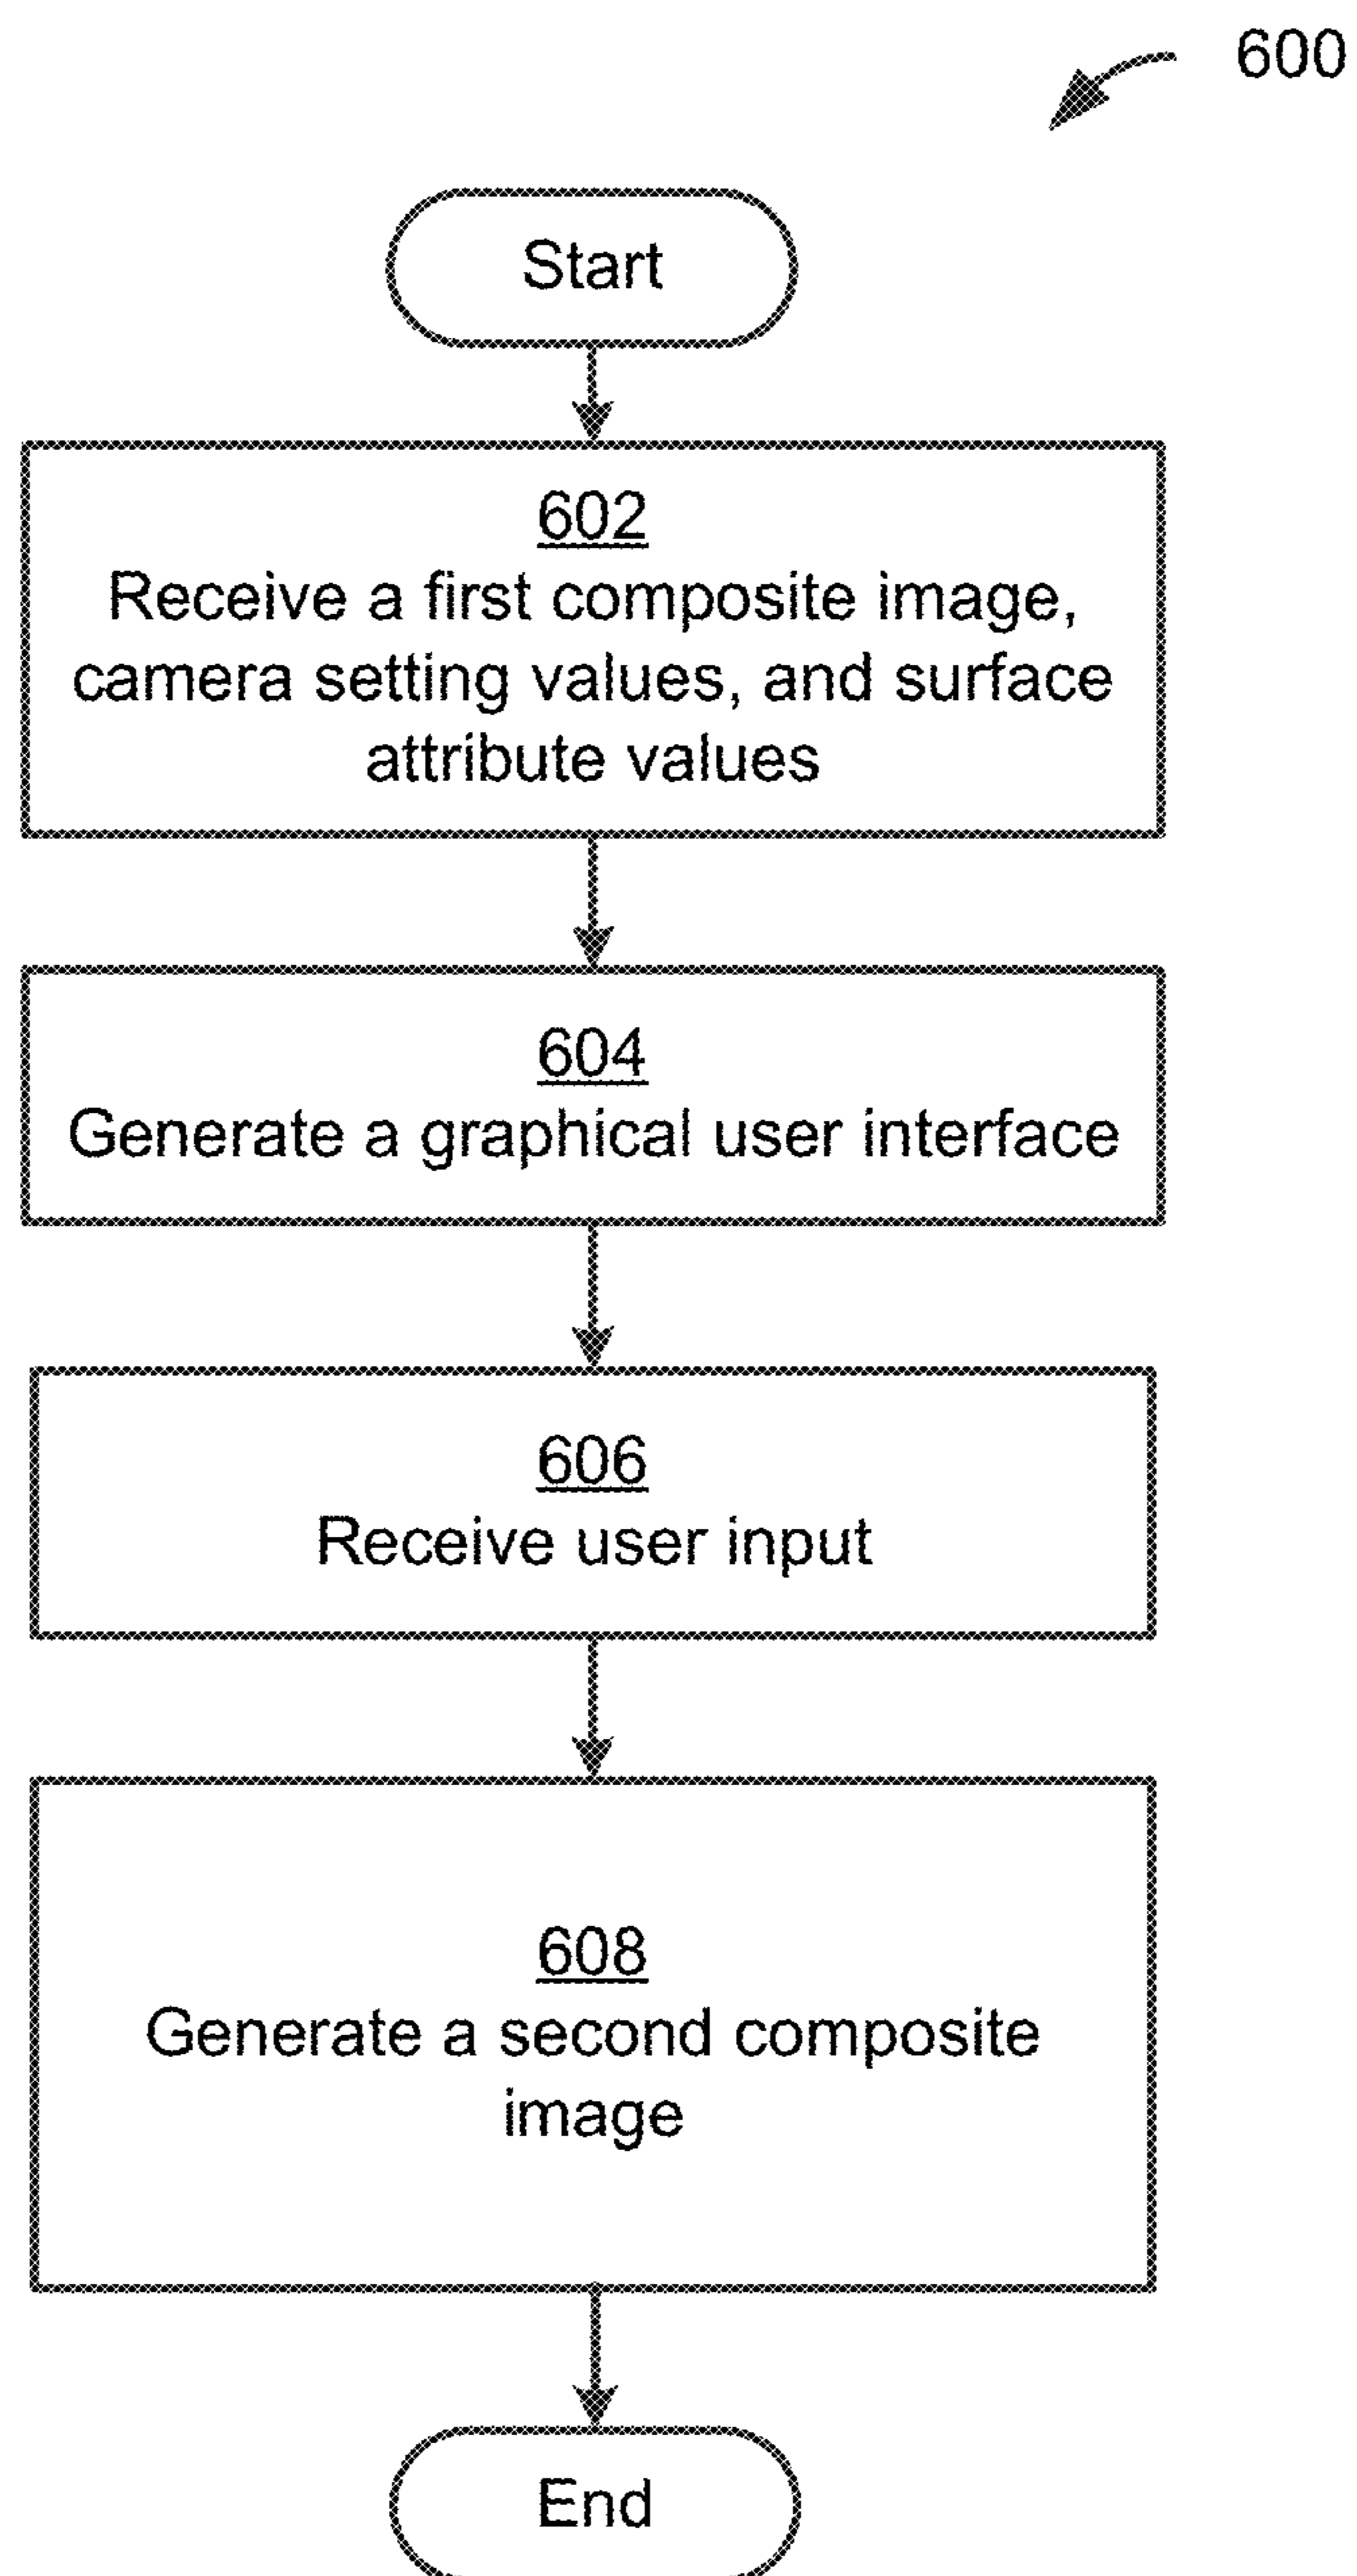 600
Start
602
Receive a first composite image,
camera setting values, and surface
attribute values
604
Generate a graphical user interface
606
Receive user input
608
Generate a second composite
image
End